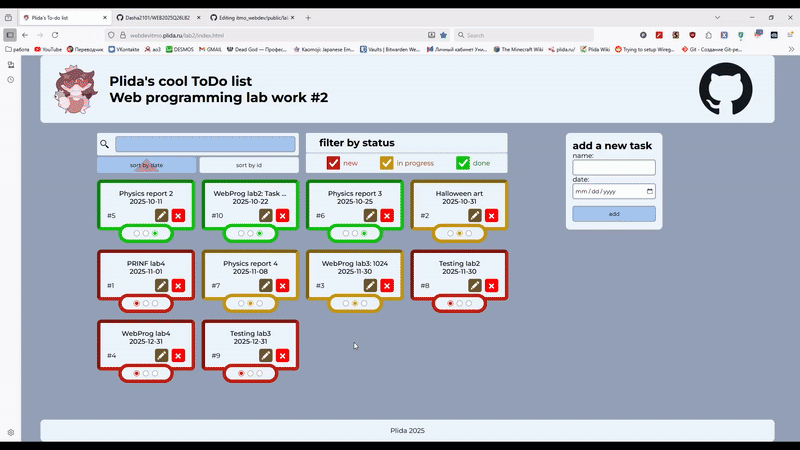 Plida's To-do list
Dasha2101/WEB2025Q26LB2
Editing itmo_webdev/public/lal
webdevitmo.plida.ru/lab2/index.html
Search
работа
YouTube
Переводчик
VKontakte
ao3
DESMOS
GMAIL
Dead God — Професс...
Kaomoji: Japanese Em...
Vaults | Bitwarden We...
Личный кабинет Учи...
The Minecraft Wiki
plida.ru/
Plida Wiki
Trying to setup Wireg...
Git - Создание Git-ре...
Plida's cool ToDo list
Web programming lab work #2
filter by status
new
in progress
done
sort by date
sort by id
add a new task
name:
date:
mm / dd / yyyy
add
Physics report 2
2025-10-11
#5
WebProg lab2: Task ...
2025-10-22
#10
Physics report 3
2025-10-25
#6
Halloween art
2025-10-31
#2
PRINF lab4
2025-11-01
#1
Physics report 4
2025-11-08
#7
WebProg lab3: 1024
2025-11-30
#3
Testing lab2
2025-11-30
#8
WebProg lab4
2025-12-31
#4
Testing lab3
2025-12-31
#9
Plida 2025